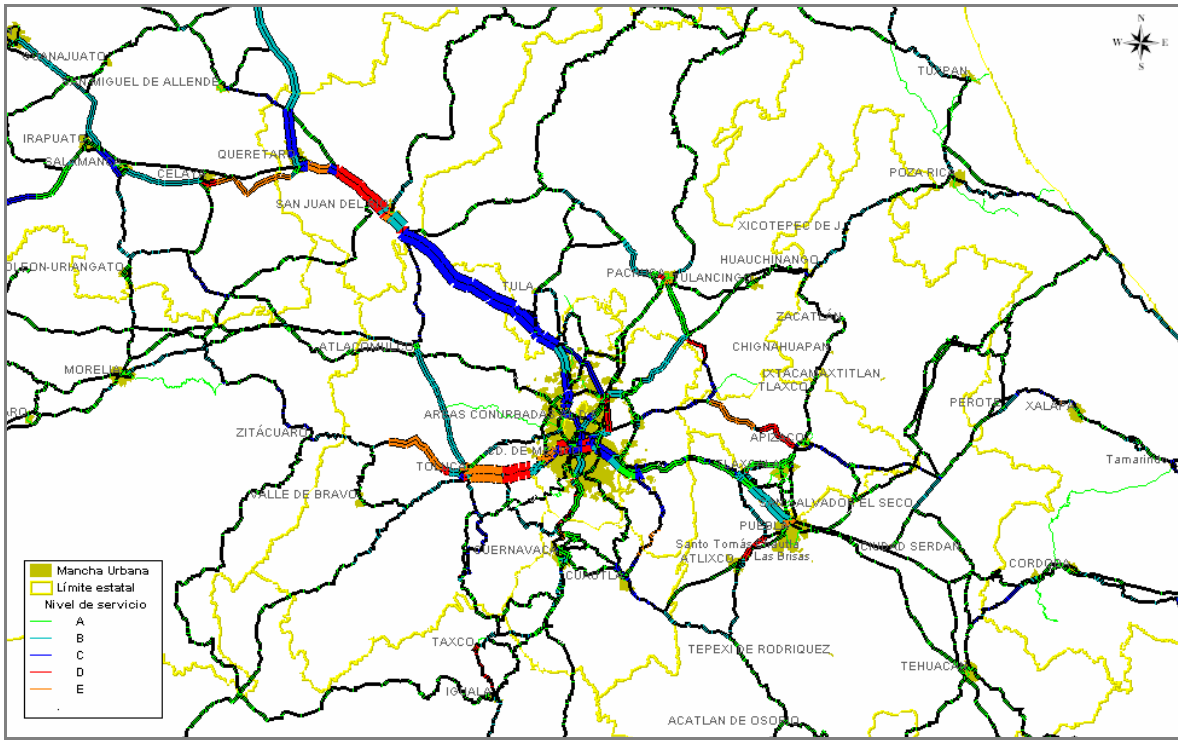 N
W E
S
GUANAJUATO
SAN MIGUEL DE ALLENDE
TUXPAN
IRAPUATO
QUERETARO
SALAMANCA
CELAYA
POZA RICA
SAN JUAN DEL
XICOTEPEC DE J.
HUAUCHINANGO
PACHUCA
TULANCINGO
TULA
ZACATLÁN
ATLACOMULCO
CHIGNAHUAPAN
MORELIA
IXTACAMAXTITLAN
TLAXCO
PEROTE
XALAPA
AREAS CONURBADAS
ZITÁCUARO
APIZACO
CD. DE
TLAXCALA
Tamarindo
TOLUCA
VALLE DE BRAVO
SAN SALVADOR EL SECO
PUEBLA
CUERNAVACA
Santo Tomás
ATLIXCO
Las Brisas
CIUDAD SERDAN
CUAUTLA
CORDOBA
Mancha Urbana
Límite estatal
Nivel de servicio
A
B
C
D
E
TAXCO
TEPEXI DE RODRIQUEZ
TEHUACAN
IGUALA
ACATLAN DE OSORIO